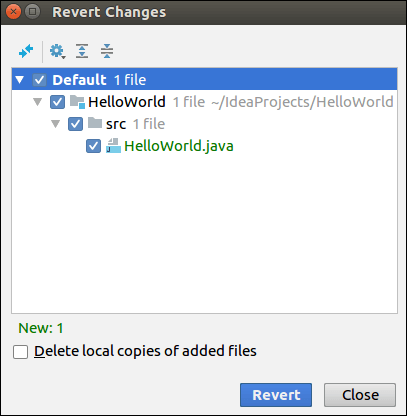 Revert Changes
Default 1 file
HelloWorld 1 file ~/IdeaProjects/HelloWorld
src 1 file
HelloWorld.java
New: 1
Delete local copies of added files
Revert Close